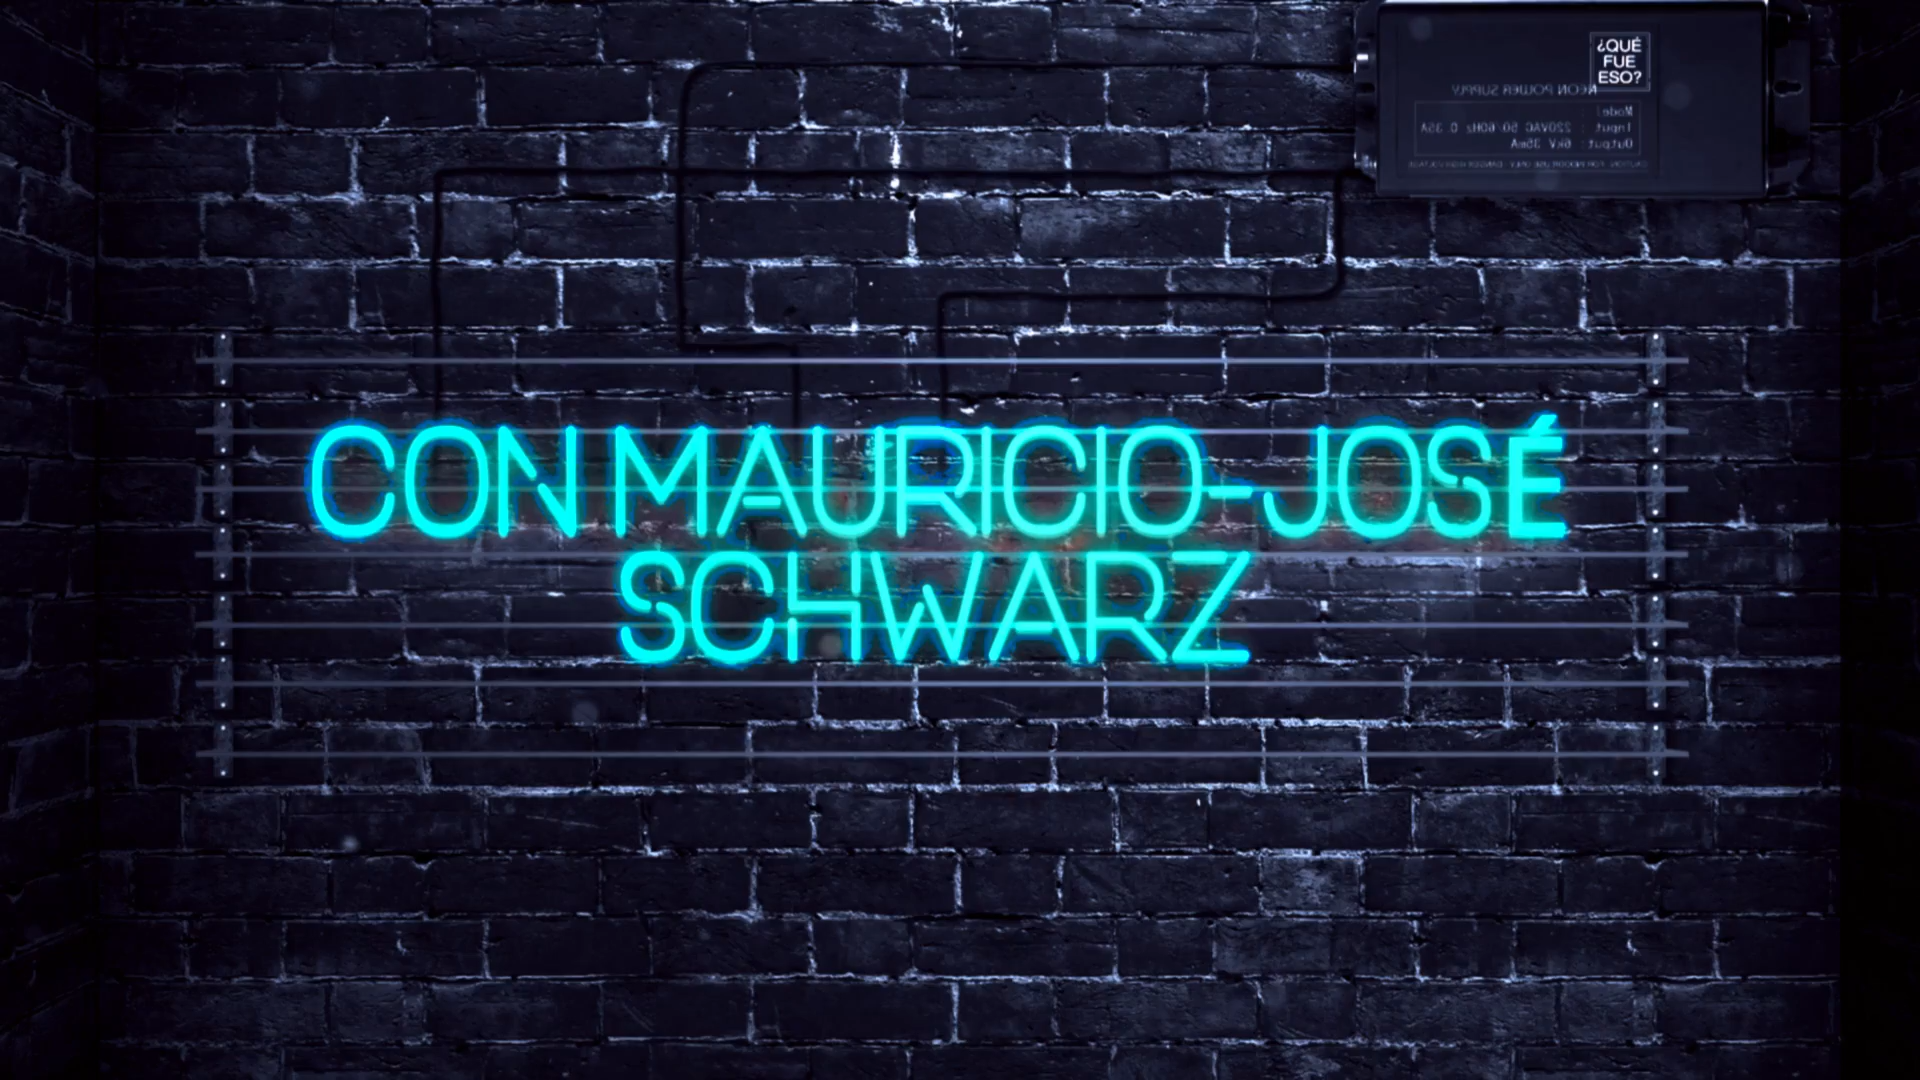 ¿QUÉ
FUE
ESO?
NEON POWER SUPPLY
Model:
Input : 220VAC 50/60Hz 0.35A
Output: 6kV 35mA
CON MAURICIO-JOSÉ
SCHWARZ